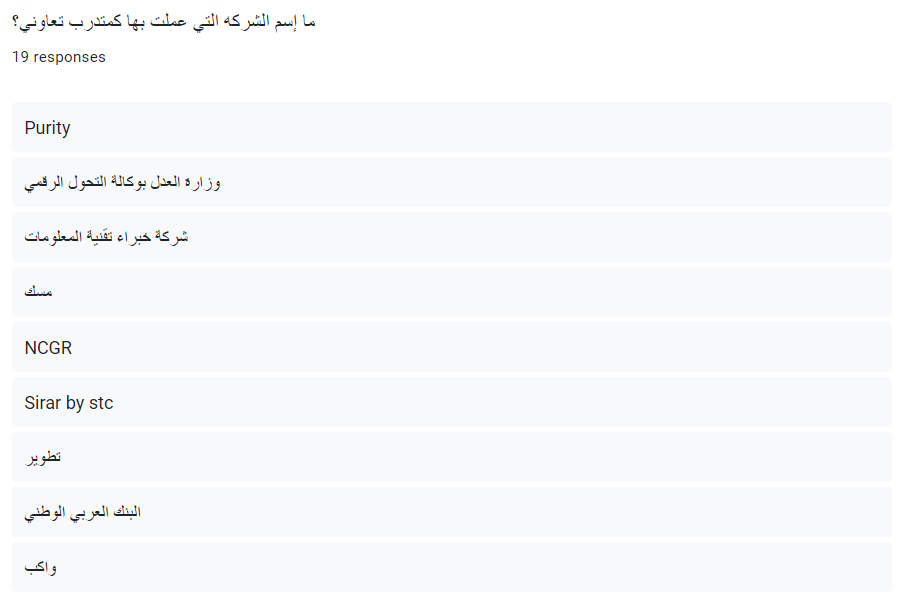 ما إسم الشركه التي عملت بها كمتدرب تعاوني؟
19 responses
Purity
وزارة العدل بوكالة التحول الرقمي
شركة خبراء تقنية المعلومات
مسك
NCGR
Sirar by stc
تطوير
البنك العربي الوطني
واكب